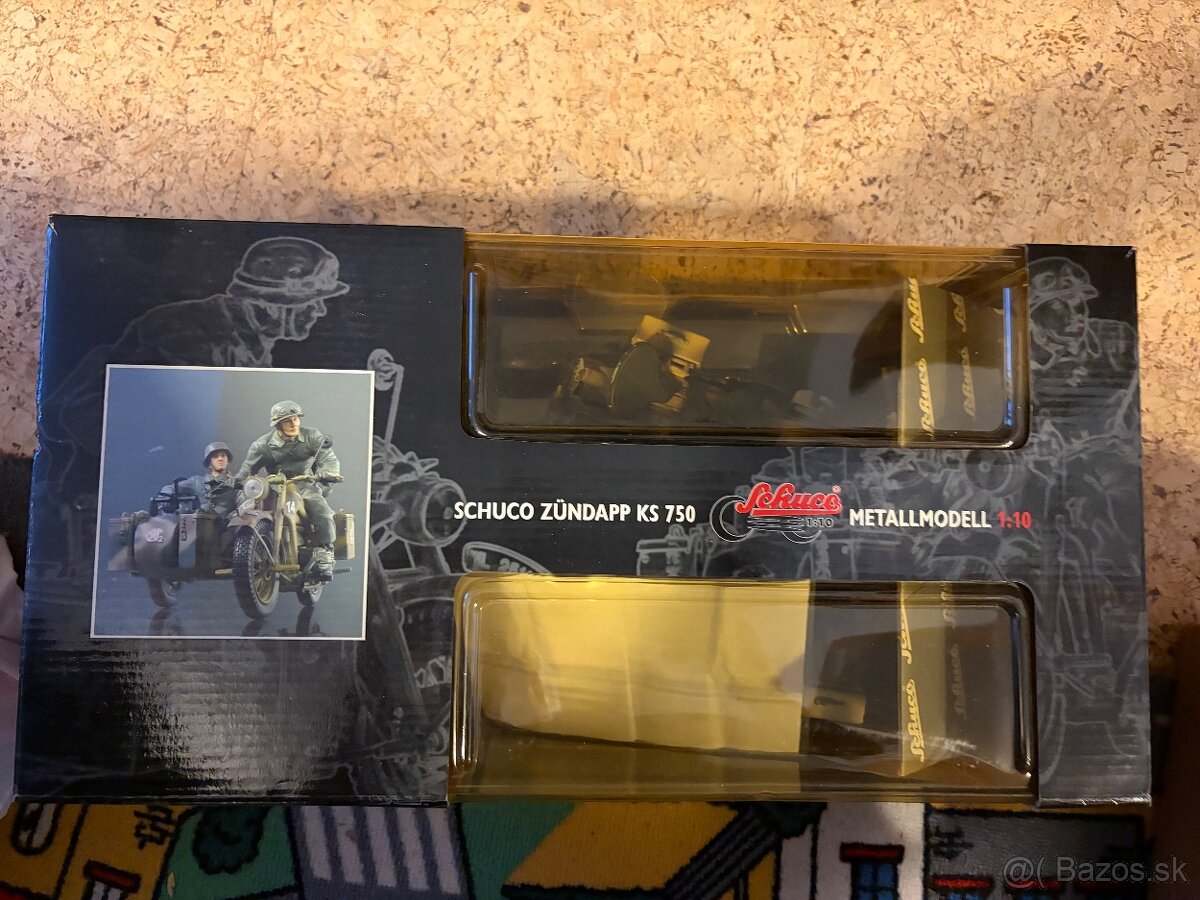 Schuco
Schuco
SCHUCO ZÜNDAPP KS 750
Schuco
1:10
METALLMODELL 1:10
14
Schuco
Schuco
@( Bazos.sk